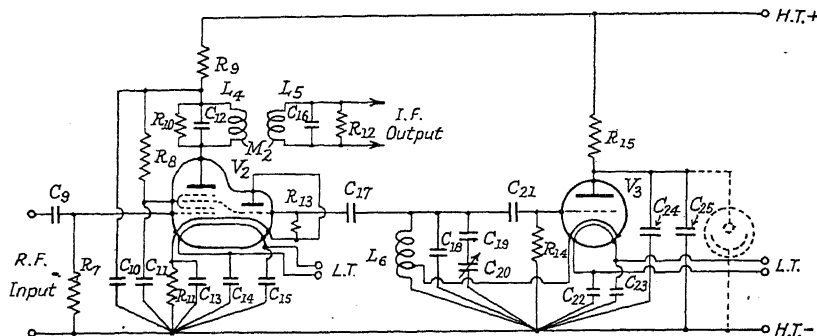 H.T.+
R9
L4 L5
R10 C12 C16 R12
I.F. Output
M2
R15
R8
V2
V3
C9
R13
C17
C21
C24 C25
C19
L6 C18
C20
R14
R.F. Input
R7
C10 C11 R11 C13 C14 C15
L.T.
C22 C23
L.T.
H.T.-